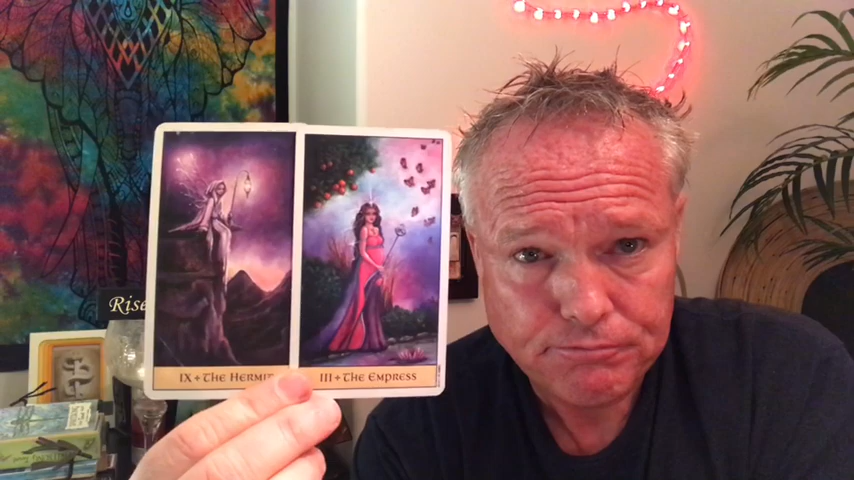 IX ✦ The Hermit
III ✦ The Empress
Rise